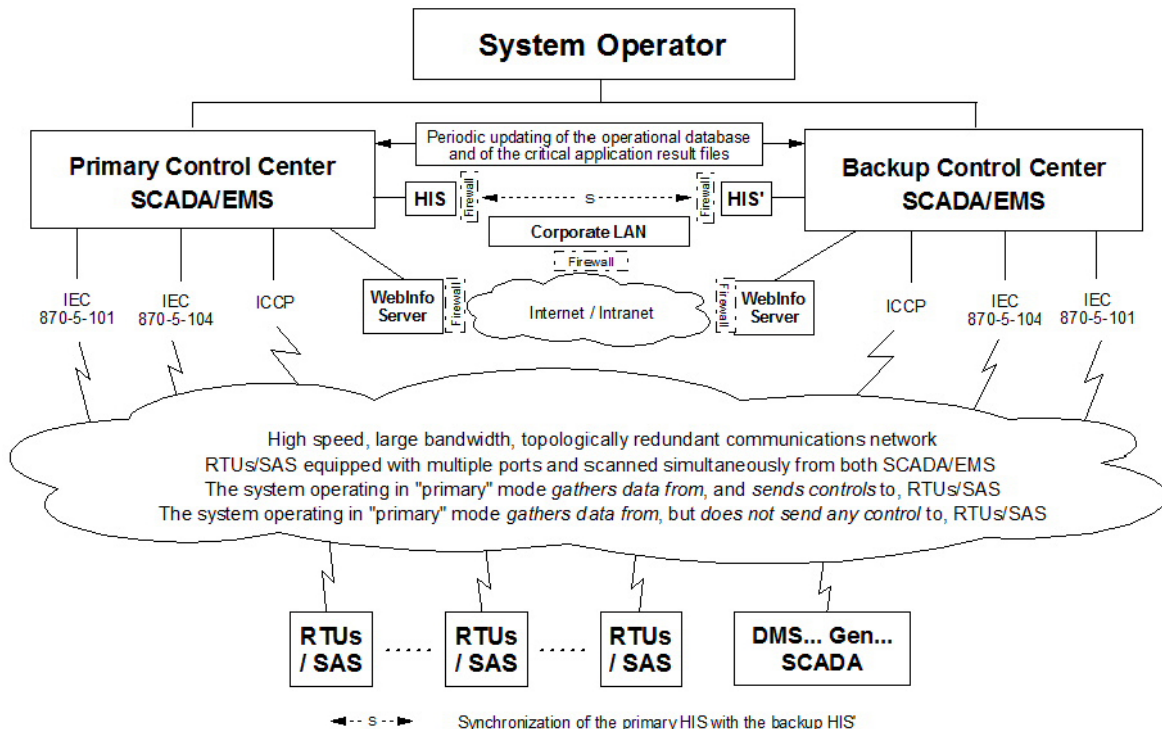 System Operator
Primary Control Center
SCADA/EMS
Periodic updating of the operational database
and of the critical application result files
Backup Control Center
SCADA/EMS
HIS
Firewall
S
Firewall
HIS'
Corporate LAN
Firewall
IEC
870-5-101
IEC
870-5-104
ICCP
WebInfo
Server
Firewall
Internet / Intranet
Firewall
WebInfo
Server
ICCP
IEC
870-5-104
IEC
870-5-101
High speed, large bandwidth, topologically redundant communications network
RTUs/SAS equipped with multiple ports and scanned simultaneously from both SCADA/EMS
The system operating in "primary" mode gathers data from, and sends controls to, RTUs/SAS
The system operating in "primary" mode gathers data from, but does not send any control to, RTUs/SAS
RTUs
/ SAS
.....
RTUs
/ SAS
.....
RTUs
/ SAS
DMS... Gen...
SCADA
S Synchronization of the primary HIS with the backup HIS'